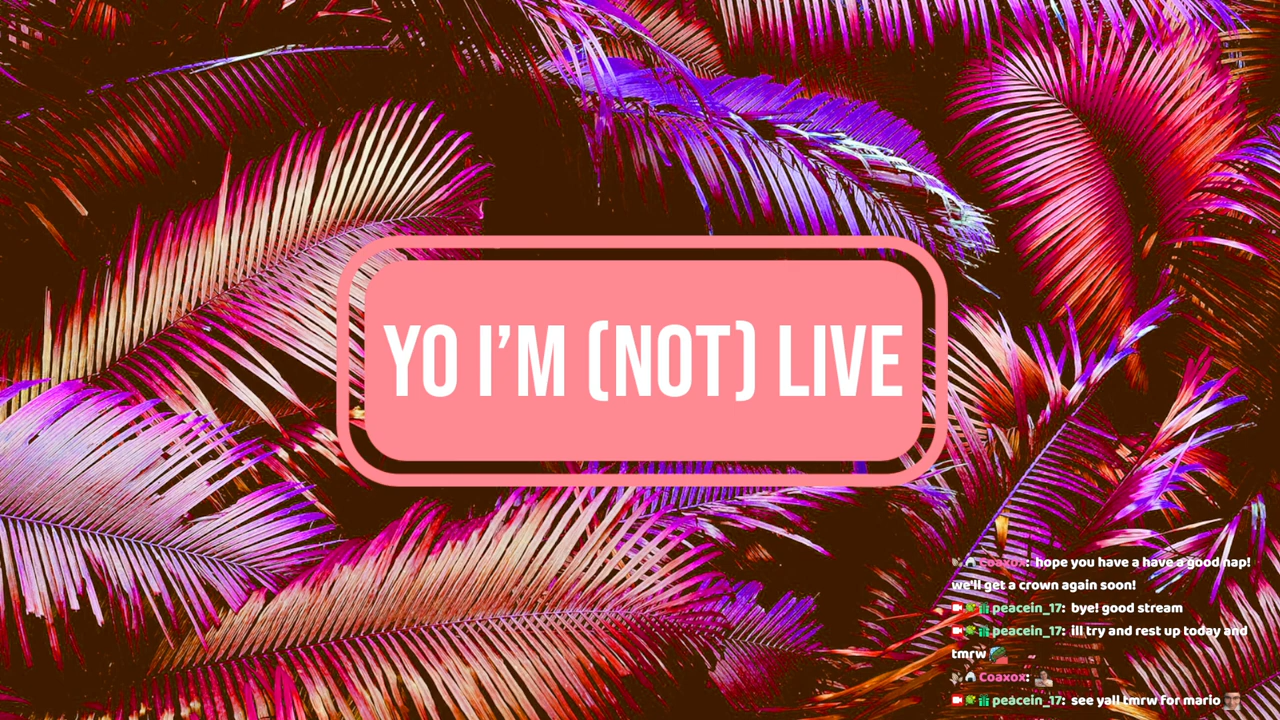 YO I'M (NOT) LIVE
Coaxox: hope you have a have a good nap!
we'll get a crown again soon!
peacein_17: bye! good stream
peacein_17: ill try and rest up today and
tmrw
Coaxox:
peacein_17: see yall tmrw for mario